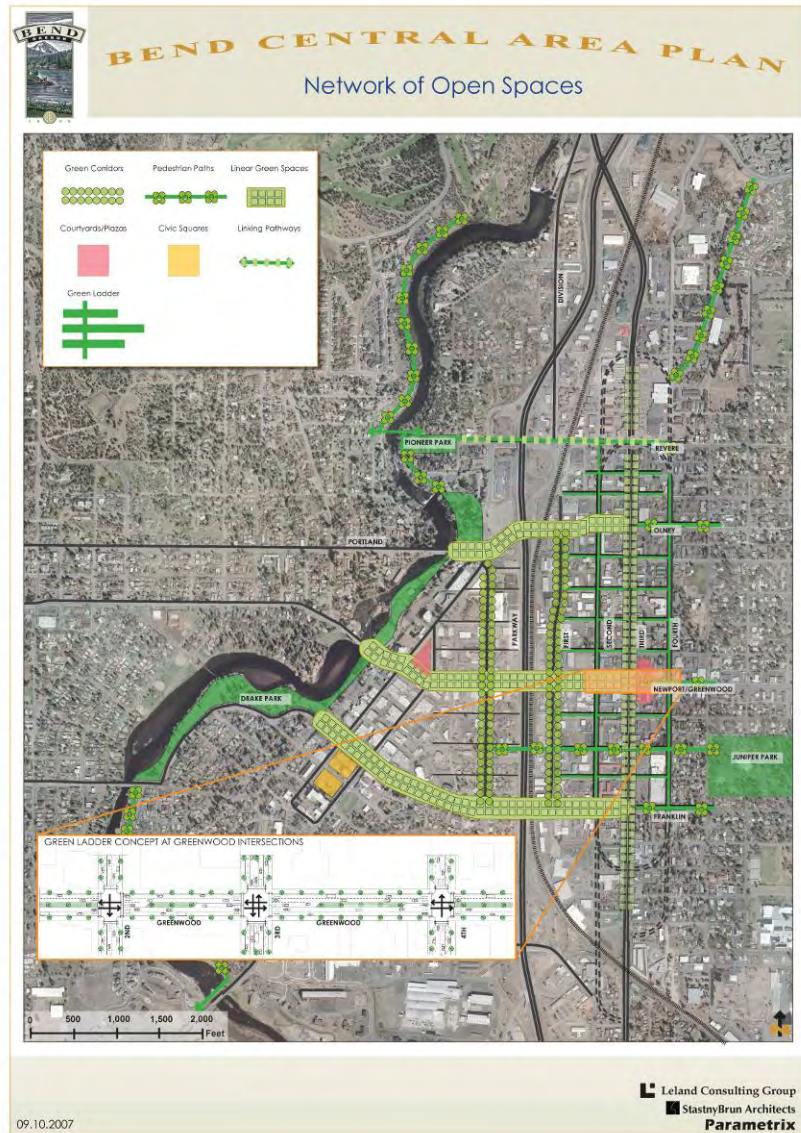 BEND
OREGON
BEND CENTRAL AREA PLAN
Network of Open Spaces
Green Corridors
Pedestrian Paths
Linear Green Spaces
Courtyards/Plazas
Civic Squares
Linking Pathways
Green Ladder
DIVISION
PIONEER PARK
REVERE
PORTLAND
OLNEY
PARKWAY
FIRST
SECOND
THIRD
FOURTH
DRAKE PARK
NEWPORT/GREENWOOD
JUNIPER PARK
FRANKLIN
GREEN LADDER CONCEPT AT GREENWOOD INTERSECTIONS
2ND
GREENWOOD
3RD
GREENWOOD
4TH
0 500 1,000 1,500 2,000
Feet
Leland Consulting Group
StastnyBrun Architects
Parametrix
09.10.2007